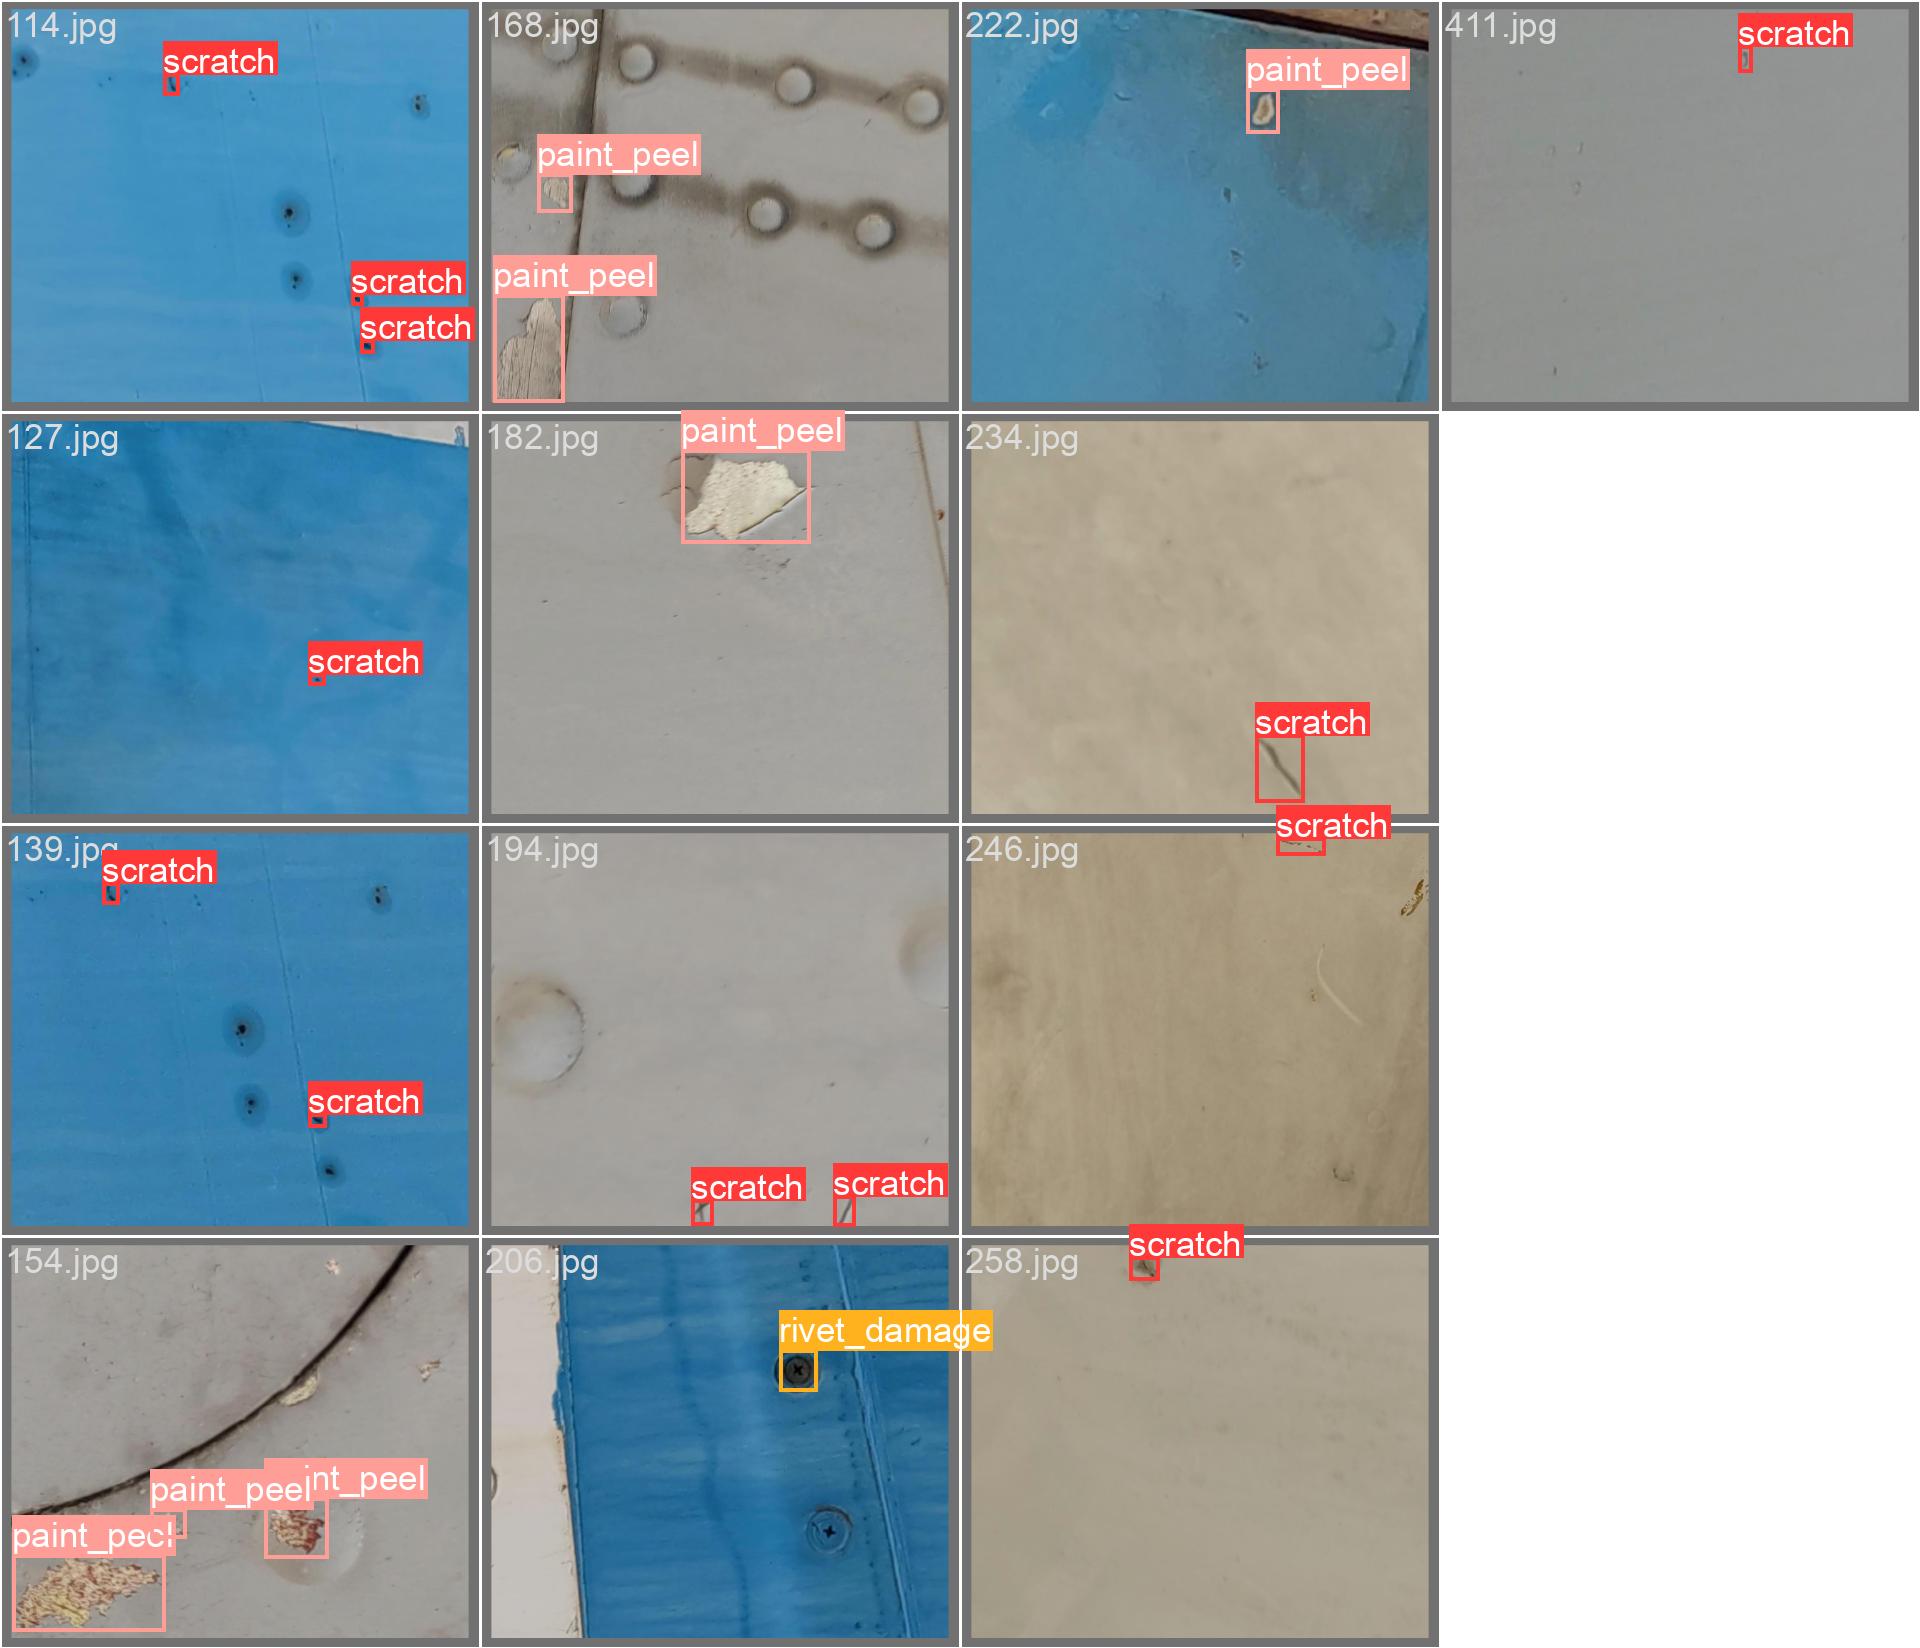 114.jpg
scratch
scratch
scratch
168.jpg
paint_peel
paint_peel
222.jpg
paint_peel
411.jpg
scratch
127.jpg
scratch
182.jpg
paint_peel
234.jpg
scratch
139.jpg
scratch
scratch
194.jpg
scratch
scratch
246.jpg
scratch
154.jpg
paint_peel
int_peel
paint_peel
206.jpg
rivet_damage
258.jpg
scratch